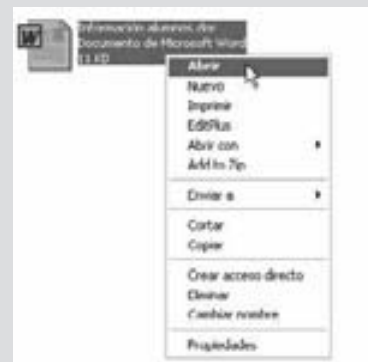 Información alumnos.doc
Documento de Microsoft Word
11 KB
Abrir
Nuevo
Imprimir
EditPlus
Abrir con
Add to Zip
Enviar a
Cortar
Copiar
Crear acceso directo
Eliminar
Cambiar nombre
Propiedades